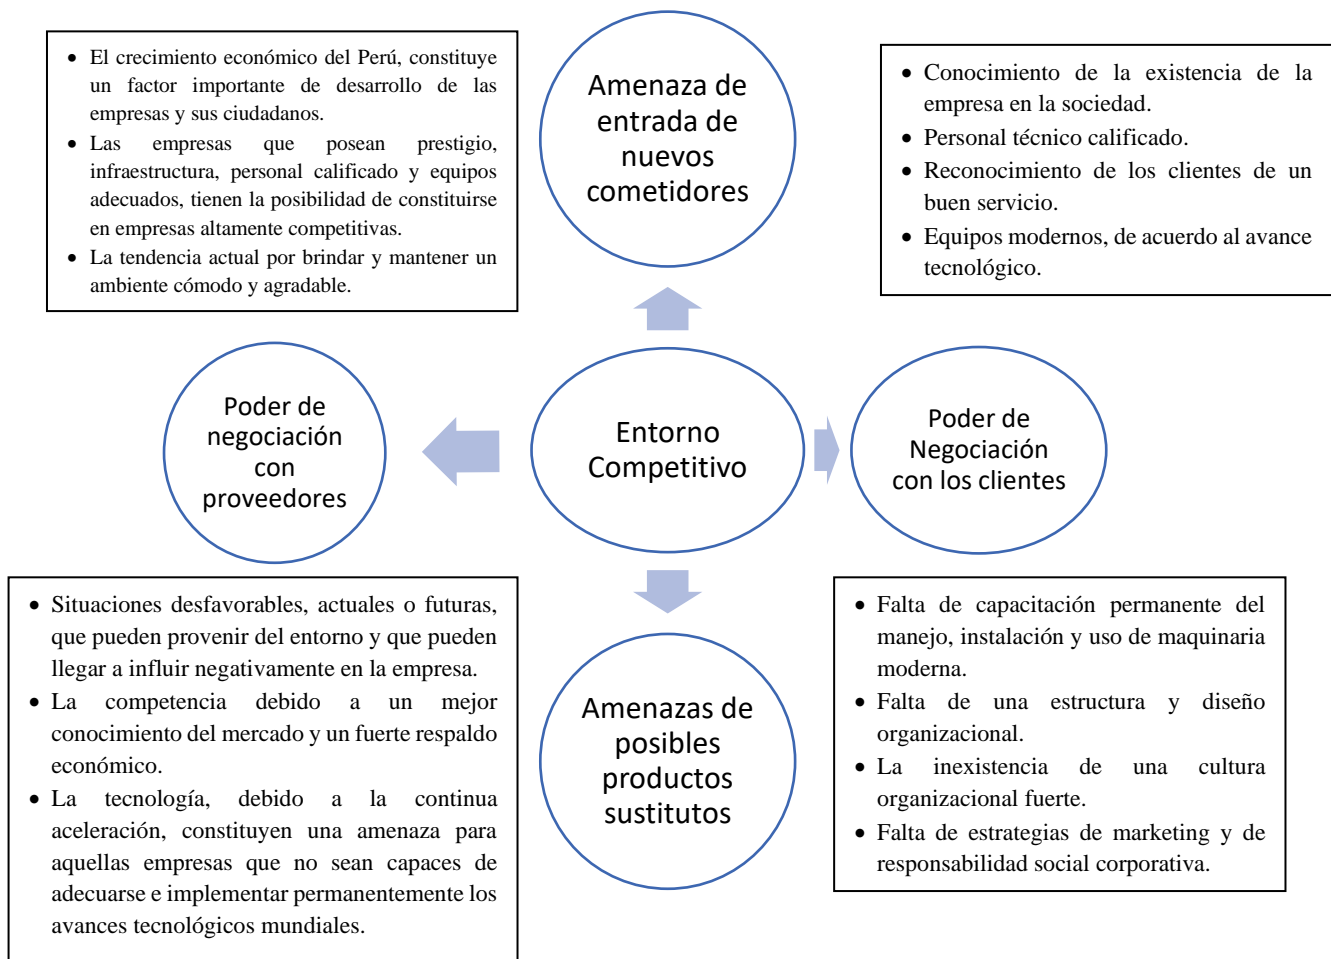 • El crecimiento económico del Perú, constituye
un factor importante de desarrollo de las
empresas y sus ciudadanos.
• Las empresas que posean prestigio,
infraestructura, personal calificado y equipos
adecuados, tienen la posibilidad de constituirse
en empresas altamente competitivas.
• La tendencia actual por brindar y mantener un
ambiente cómodo y agradable.
Amenaza de
entrada de
nuevos
cometidores
• Conocimiento de la existencia de la
empresa en la sociedad.
• Personal técnico calificado.
• Reconocimiento de los clientes de un
buen servicio.
• Equipos modernos, de acuerdo al avance
tecnológico.
Poder de
negociación
con
proveedores
Entorno
Competitivo
Poder de
Negociación
con los clientes
• Situaciones desfavorables, actuales o futuras,
que pueden provenir del entorno y que pueden
llegar a influir negativamente en la empresa.
• La competencia debido a un mejor
conocimiento del mercado y un fuerte respaldo
económico.
• La tecnología, debido a la continua
aceleración, constituyen una amenaza para
aquellas empresas que no sean capaces de
adecuarse e implementar permanentemente los
avances tecnológicos mundiales.
Amenazas de
posibles
productos
sustitutos
• Falta de capacitación permanente del
manejo, instalación y uso de maquinaria
moderna.
• Falta de una estructura y diseño
organizacional.
• La inexistencia de una cultura
organizacional fuerte.
• Falta de estrategias de marketing y de
responsabilidad social corporativa.